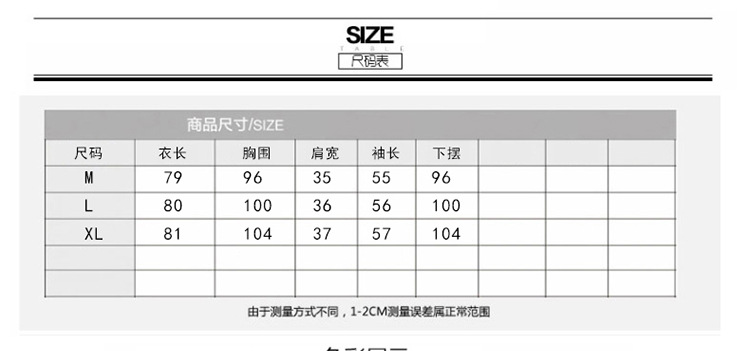 SIZE
TABLE
尺码表
商品尺寸/SIZE
尺码 衣长 胸围 肩宽 袖长 下摆
M 79 96 35 55 96
L 80 100 36 56 100
XL 81 104 37 57 104
由于测量方式不同，1-2CM测量误差属正常范围